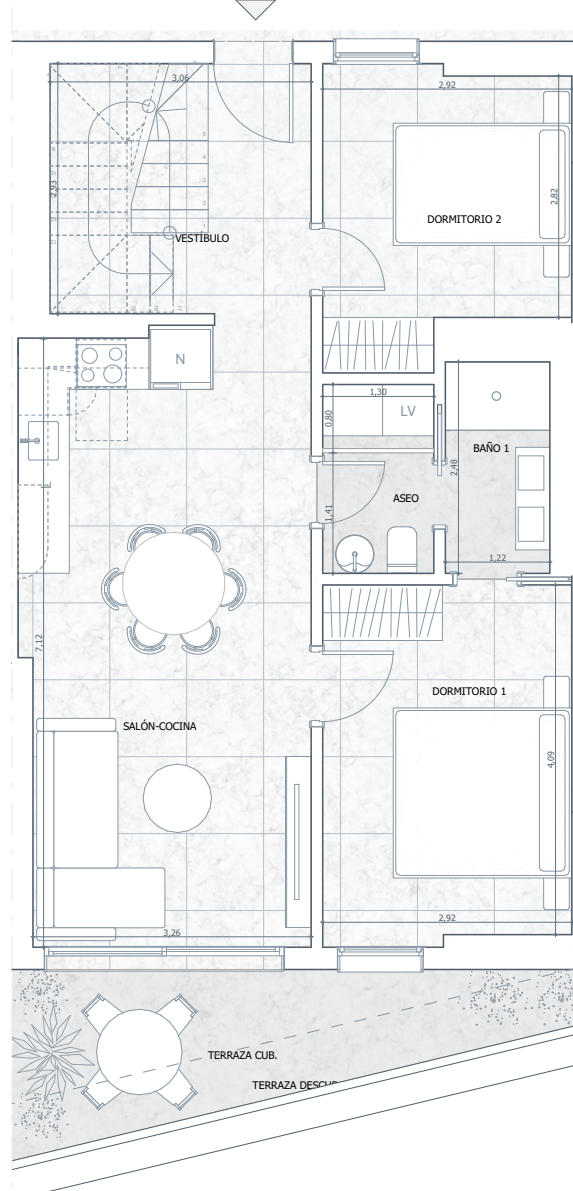 3,06
2,92
2,93
2,82
DORMITORIO 2
VESTÍBULO
N
1,30
0,80
LV
BAÑO 1
2,48
ASEO
1,41
1,22
7,12
DORMITORIO 1
SALÓN-COCINA
4,09
2,92
3,26
TERRAZA CUB.
TERRAZA